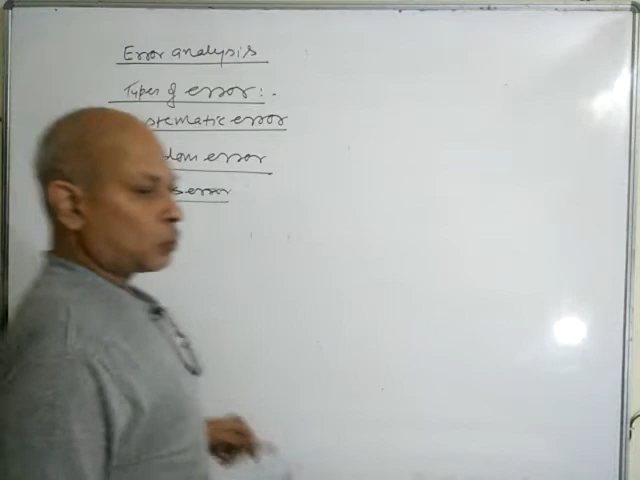 Error analysis
Types of error:.
stematic error
dom error
s error